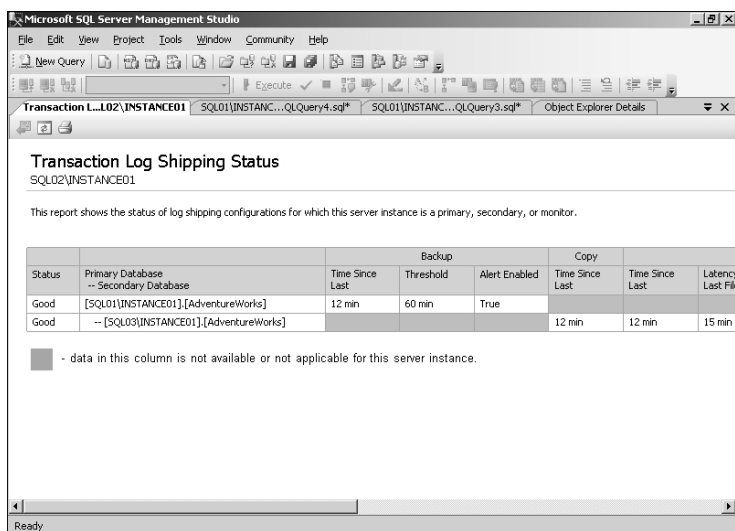 Microsoft SQL Server Management Studio
File Edit View Project Tools Window Community Help
New Query
Execute
Transaction L...L02\INSTANCE01 SQL01\INSTANC...QLQuery4.sql* SQL01\INSTANC...QLQuery3.sql* Object Explorer Details
Transaction Log Shipping Status
SQL02\INSTANCE01
This report shows the status of log shipping configurations for which this server instance is a primary, secondary, or monitor.
Backup Copy
Status Primary Database -- Secondary Database Time Since Last Threshold Alert Enabled Time Since Last Time Since Last Latency Last Fil
Good [SQL01\INSTANCE01].[AdventureWorks] 12 min 60 min True
Good -- [SQL03\INSTANCE01].[AdventureWorks] 12 min 12 min 15 min
- data in this column is not available or not applicable for this server instance.
Ready